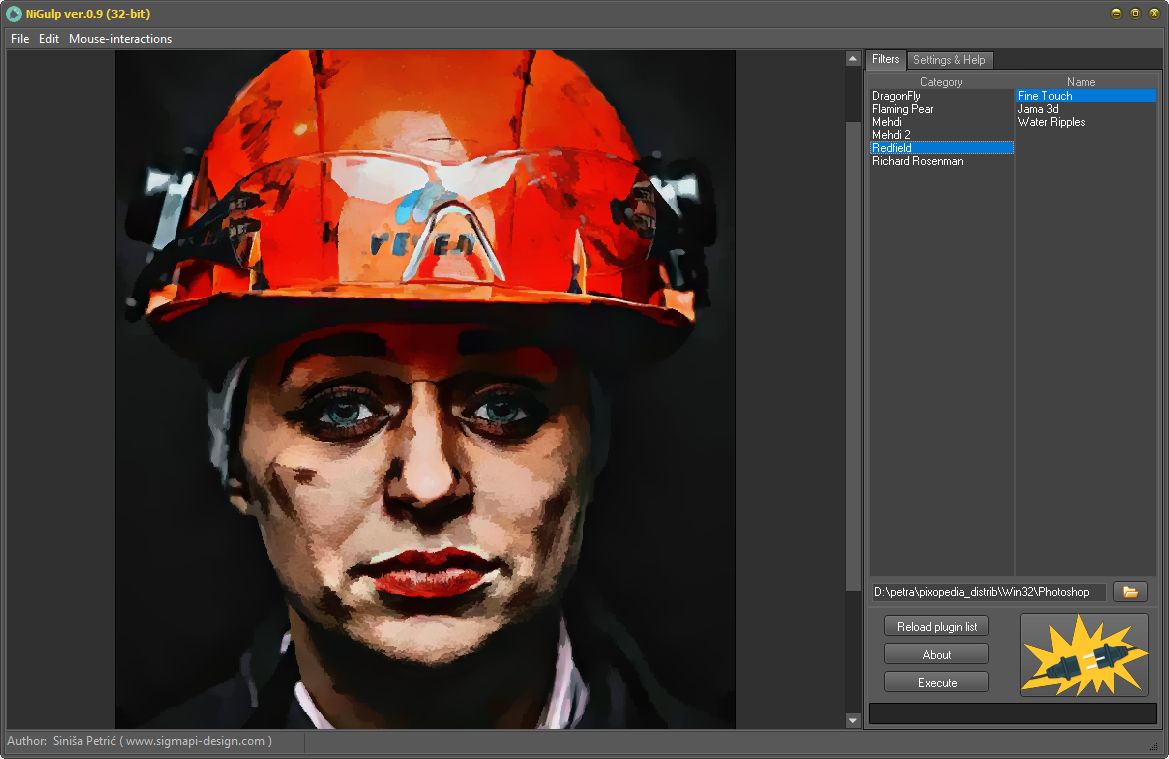 NiGulp ver.0.9 (32-bit)
File Edit Mouse-interactions
Filters Settings & Help
Category Name
DragonFly
Flaming Pear
Mehdi
Mehdi 2
Redfield
Richard Rosenman
Fine Touch
Jama 3d
Water Ripples
D:\petra\pixopedia_distrib\Win32\Photoshop
Reload plugin list
About
Execute
Author: Siniša Petrić ( www.sigmapi-design.com )